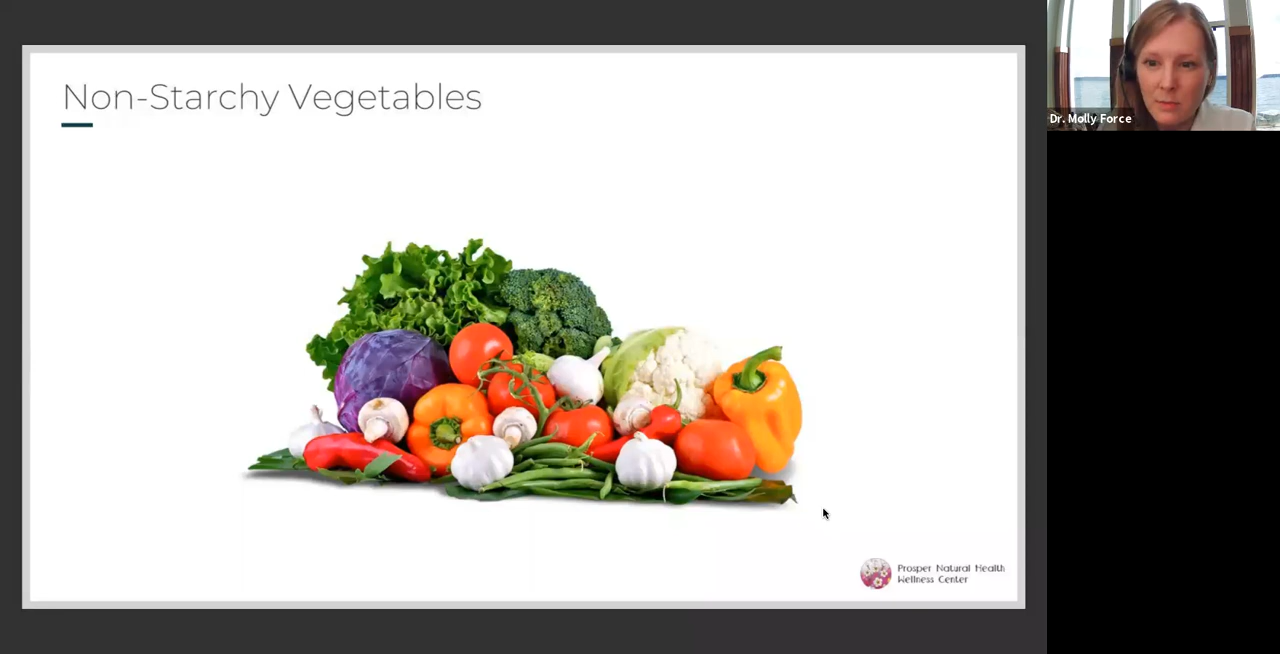 Non-Starchy Vegetables
Dr. Molly Force
Prosper Natural Health
Wellness Center